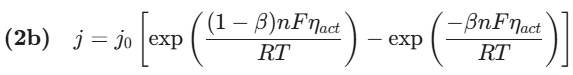 (2b) j = j₀ [exp((1 − β)nFη_act / RT) − exp(−βnFη_act / RT)]